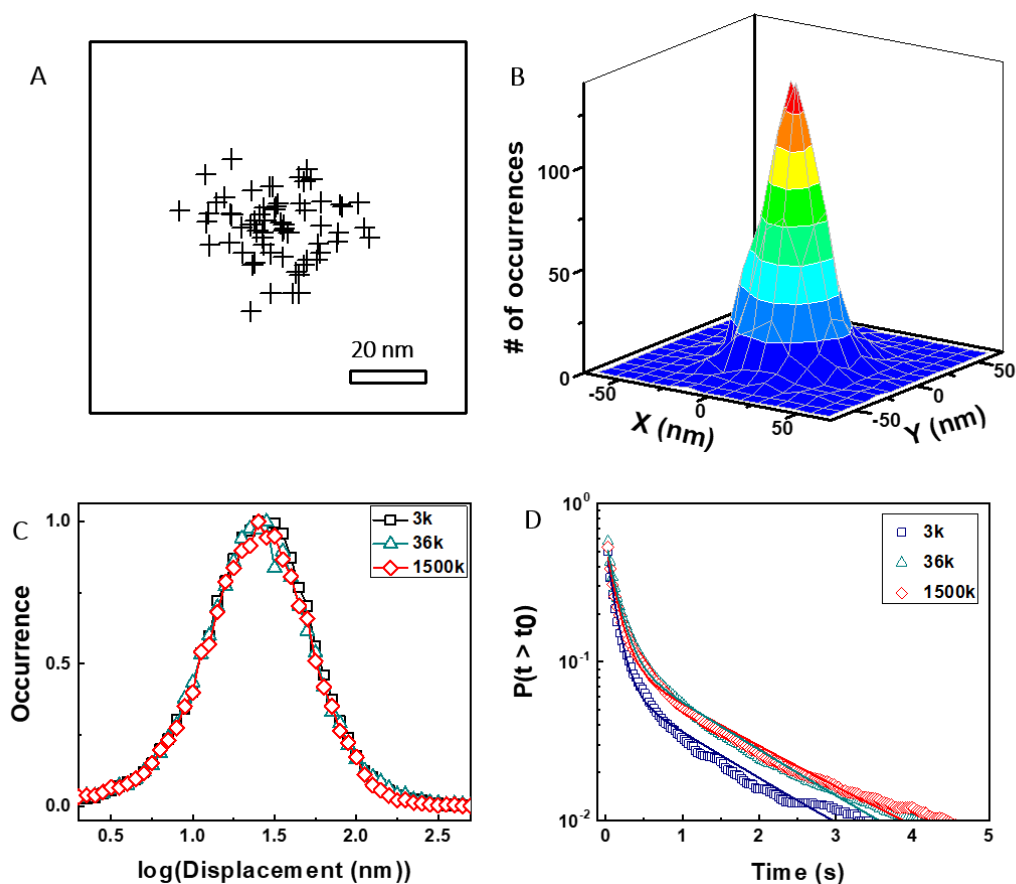 A
20 nm
B
# of occurrences
100
50
0
-50
0
50
X (nm)
-50
0
50
Y (nm)
C
1.0
0.5
0.0
Occurrence
3k
36k
1500k
0.5
1.0
1.5
2.0
2.5
log(Displacement (nm))
D
10⁰
10⁻¹
10⁻²
P(t > t0)
3k
36k
1500k
0
1
2
3
4
5
Time (s)